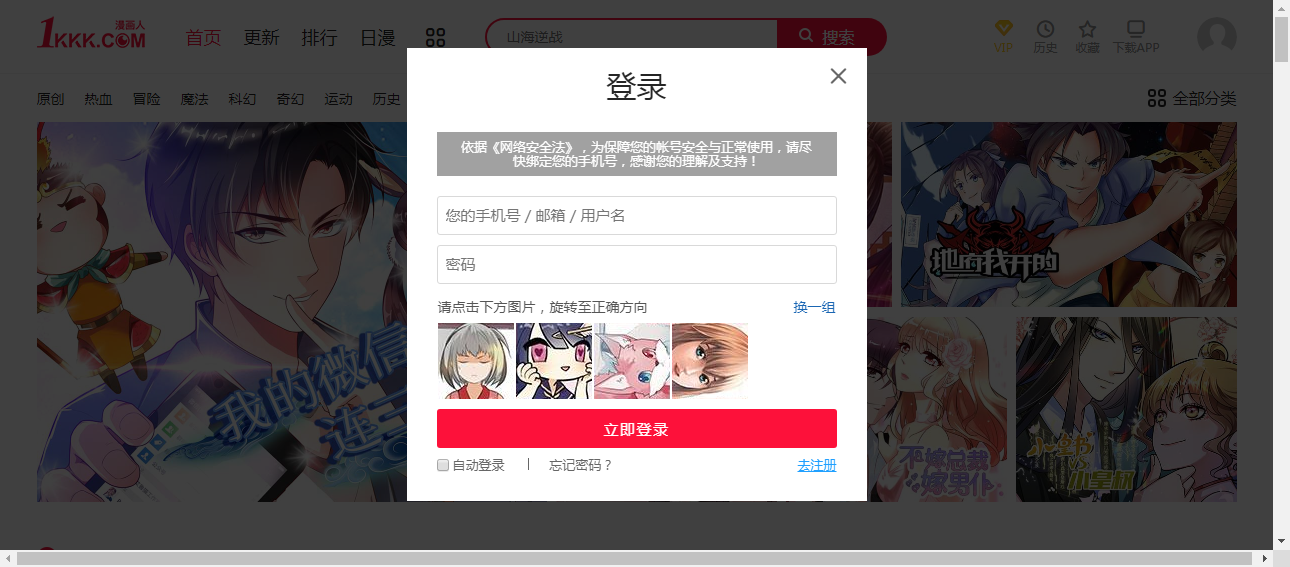 漫画人
1KKK.COM
首页 更新 排行 日漫
山海逆战
搜索
VIP 历史 收藏 下载APP
原创 热血 冒险 魔法 科幻 奇幻 运动 历史
全部分类
登录
依据《网络安全法》，为保障您的帐号安全与正常使用，请尽
快绑定您的手机号，感谢您的理解及支持！
您的手机号 / 邮箱 / 用户名
密码
请点击下方图片，旋转至正确方向 换一组
立即登录
自动登录 | 忘记密码？ 去注册
地府我开的
我的微信
连三
不嫁总裁
嫁男仆